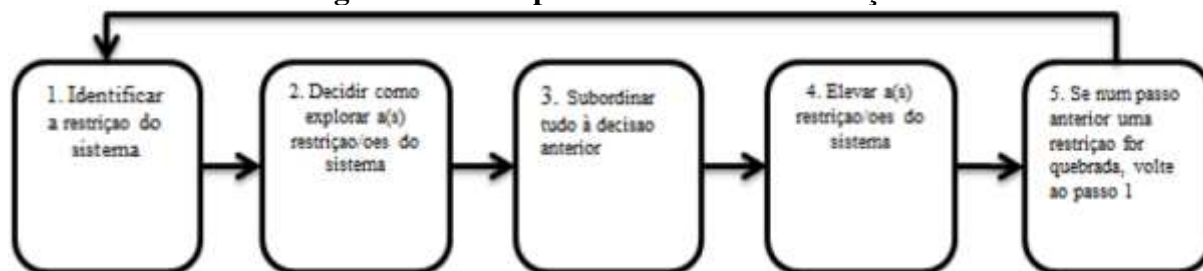 1. Identificar
a restriçao do
sistema
2. Decidir como
explorar a(s)
restriçao/oes do
sistema
3. Subordinar
tudo à decisao
anterior
4. Elevar a(s)
restriçao/oes do
sistema
5. Se num passo
anterior uma
restriçao for
quebrada, volte
ao passo 1